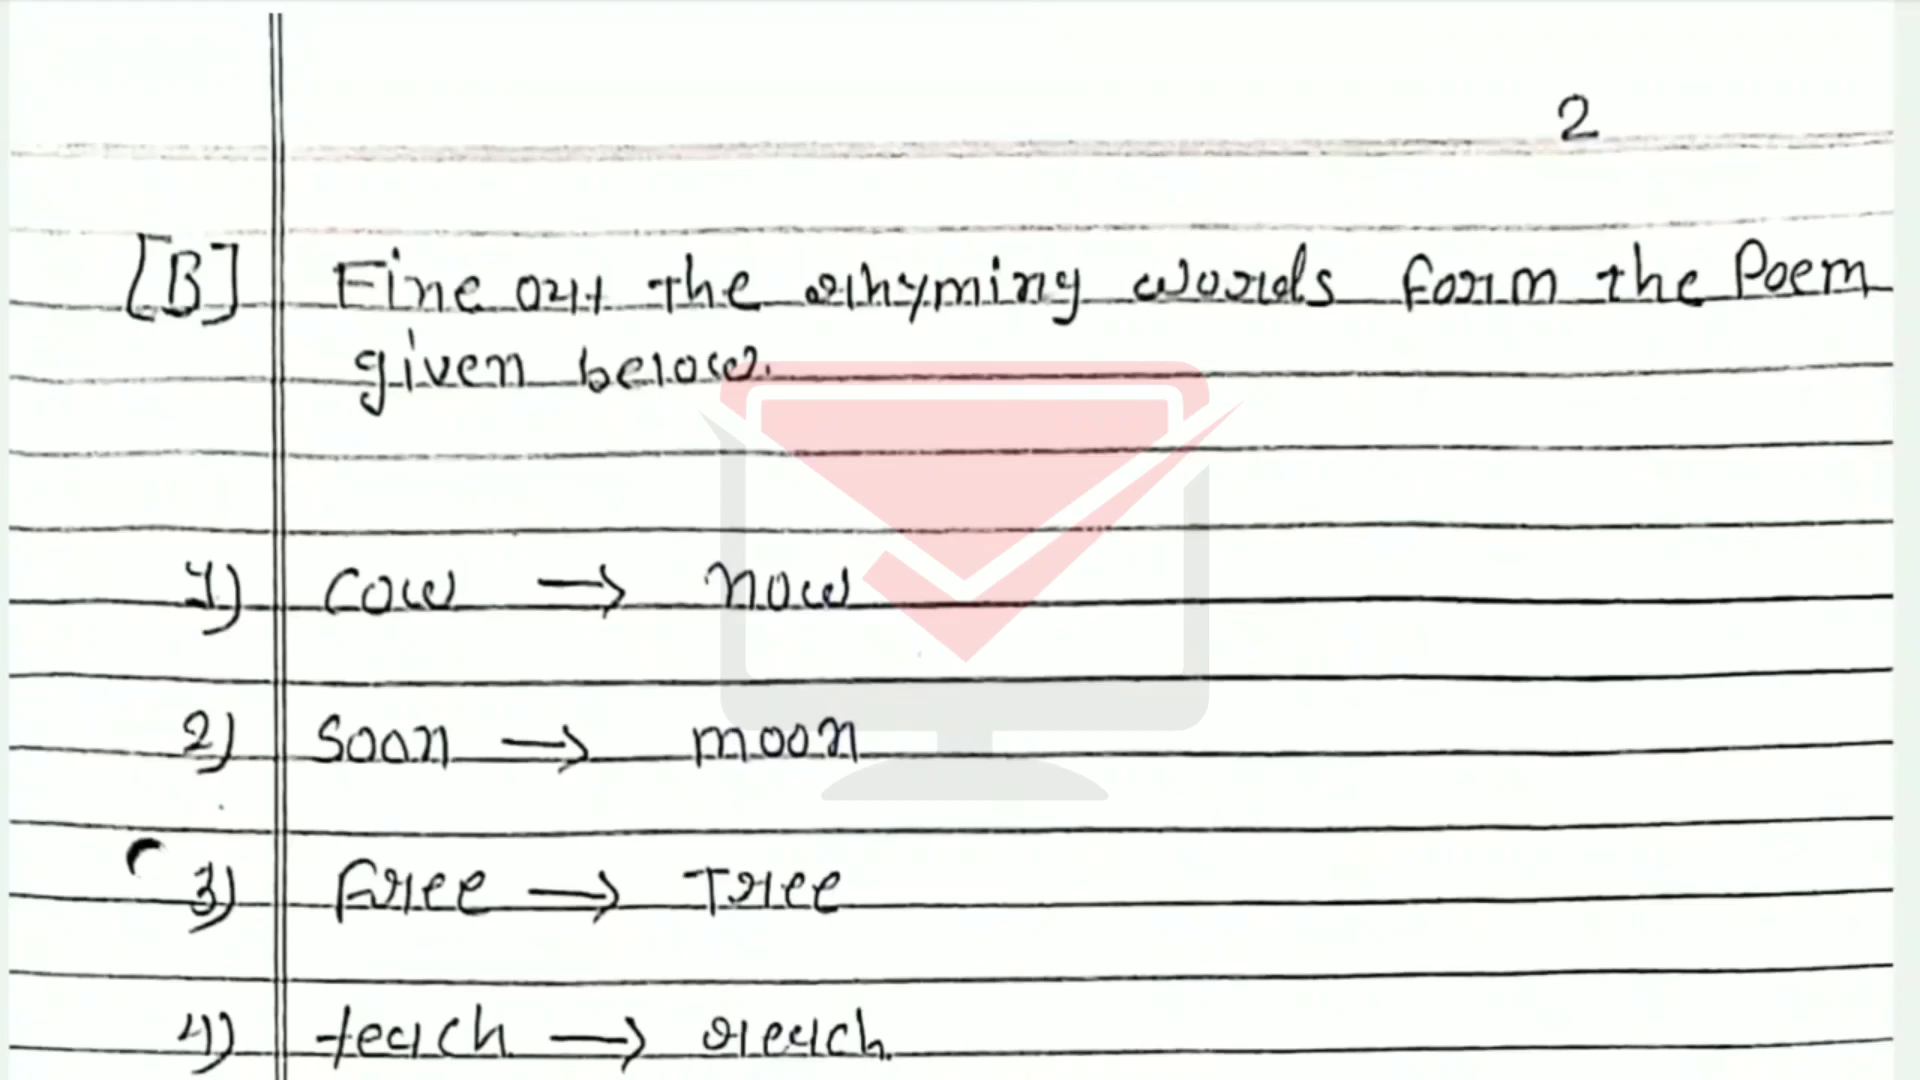 2
[B] Fine out the rhyming words form the Poem
given below.
1) cow → now
2) soon → moon
3) free → Tree
4) teach → reach.